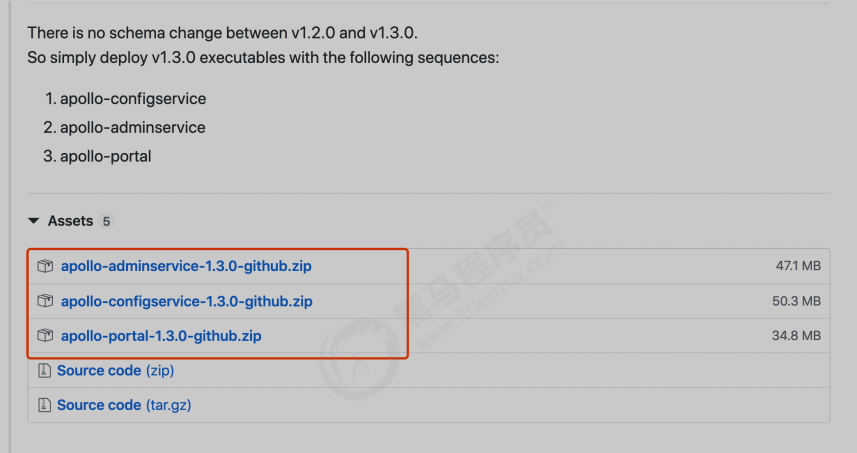 There is no schema change between v1.2.0 and v1.3.0.
So simply deploy v1.3.0 executables with the following sequences:
1. apollo-configservice
2. apollo-adminservice
3. apollo-portal
Assets 5
apollo-adminservice-1.3.0-github.zip 47.1 MB
apollo-configservice-1.3.0-github.zip 50.3 MB
apollo-portal-1.3.0-github.zip 34.8 MB
Source code (zip)
Source code (tar.gz)
黑马程序员
www.itheima.com